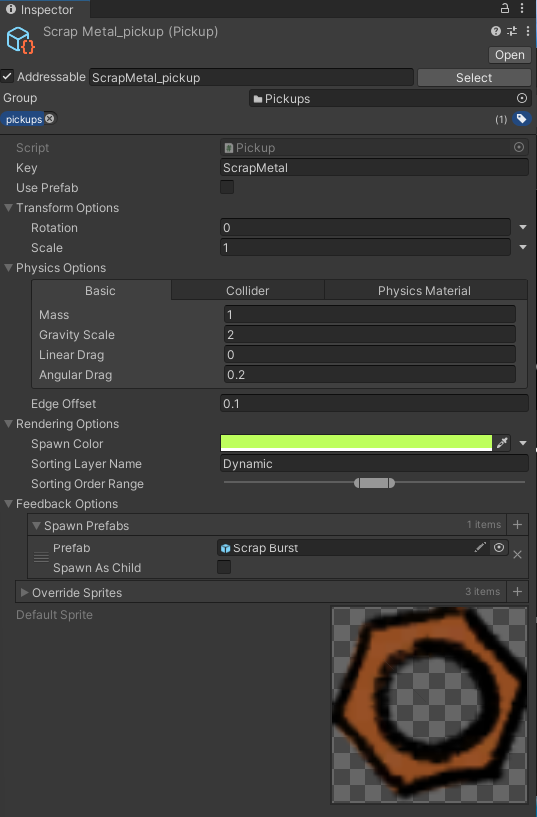 Inspector
Scrap Metal_pickup (Pickup)
Open
Addressable ScrapMetal_pickup Select
Group Pickups
pickups (1)
Script Pickup
Key ScrapMetal
Use Prefab
Transform Options
Rotation 0
Scale 1
Physics Options
Basic Collider Physics Material
Mass 1
Gravity Scale 2
Linear Drag 0
Angular Drag 0.2
Edge Offset 0.1
Rendering Options
Spawn Color
Sorting Layer Name Dynamic
Sorting Order Range
Feedback Options
Spawn Prefabs 1 items
Prefab Scrap Burst
Spawn As Child
Override Sprites 3 items
Default Sprite